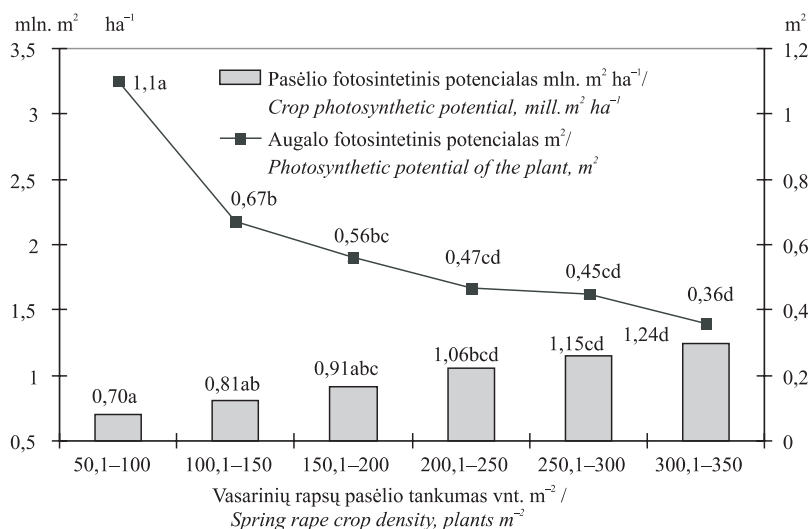 mln. m² ha⁻¹ m²
3,5 1,2
Pasėlio fotosintetinis potencialas mln. m² ha⁻¹/
Crop photosynthetic potential, mill. m² ha⁻¹
3 1,1a 1
Augalo fotosintetinis potencialas m²/
Photosynthetic potential of the plant, m²
2,5 0,8
0,67b
2 0,56bc 0,6
0,47cd 0,45cd
0,36d
1,5 0,4
1,06bcd 1,15cd 1,24d
0,91abc
1 0,81ab 0,2
0,70a
0,5 0
50,1–100 100,1–150 150,1–200 200,1–250 250,1–300 300,1–350
Vasarinių rapsų pasėlio tankumas vnt. m⁻² /
Spring rape crop density, plants m⁻²